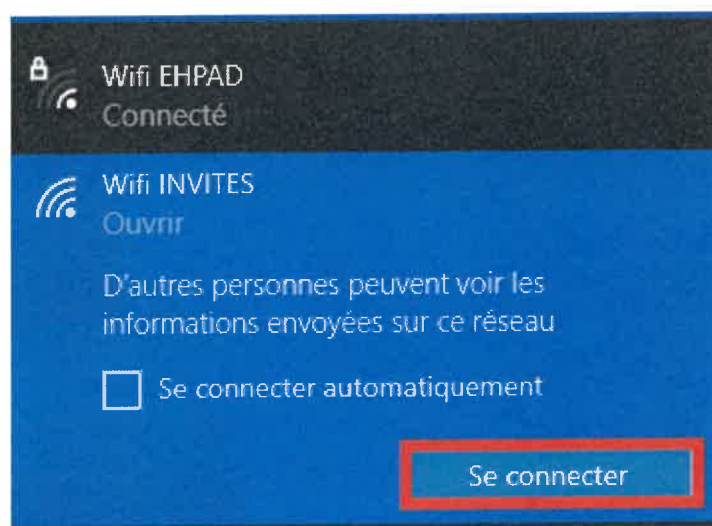 Wifi EHPAD
Connecté
Wifi INVITES
Ouvrir
D'autres personnes peuvent voir les
informations envoyées sur ce réseau
Se connecter automatiquement
Se connecter